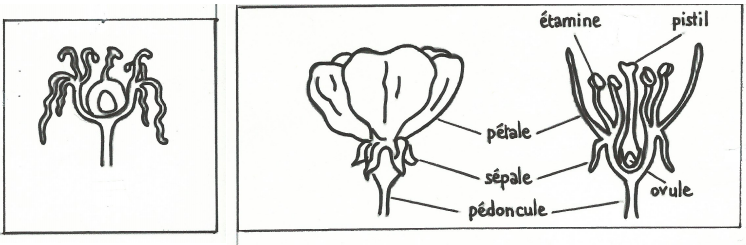 étamine
pistil
pétale
sépale
ovule
pédoncule